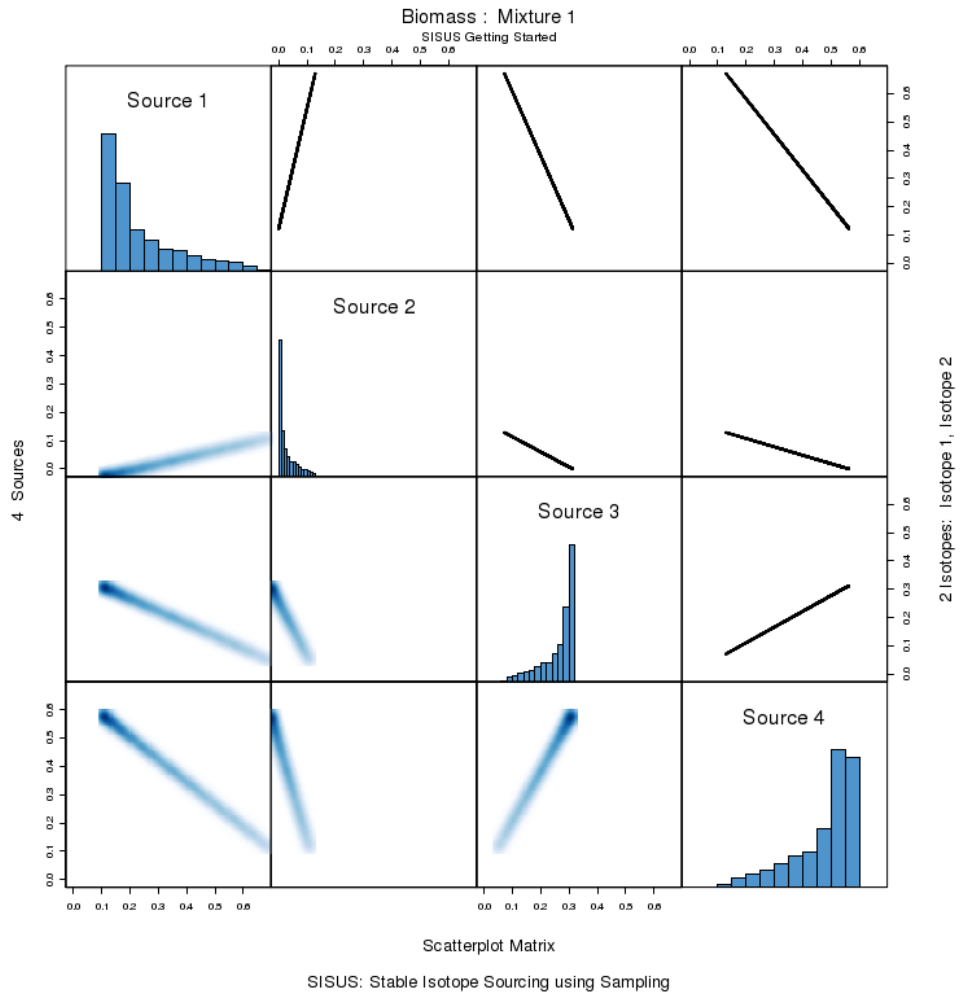 Biomass : Mixture 1
SISUS Getting Started
0.0 0.1 0.2 0.3 0.4 0.5 0.6
0.0 0.1 0.2 0.3 0.4 0.5 0.6
Source 1
0.6
0.5
0.4
0.3
0.2
0.1
0.0
0.6
0.5
0.4
0.3
0.2
0.1
0.0
Source 2
4 Sources
2 Isotopes: Isotope 1, Isotope 2
Source 3
0.6
0.5
0.4
0.3
0.2
0.1
0.0
0.6
0.5
0.4
0.3
0.2
0.1
0.0
Source 4
0.0 0.1 0.2 0.3 0.4 0.5 0.6
0.0 0.1 0.2 0.3 0.4 0.5 0.6
Scatterplot Matrix
SISUS: Stable Isotope Sourcing using Sampling